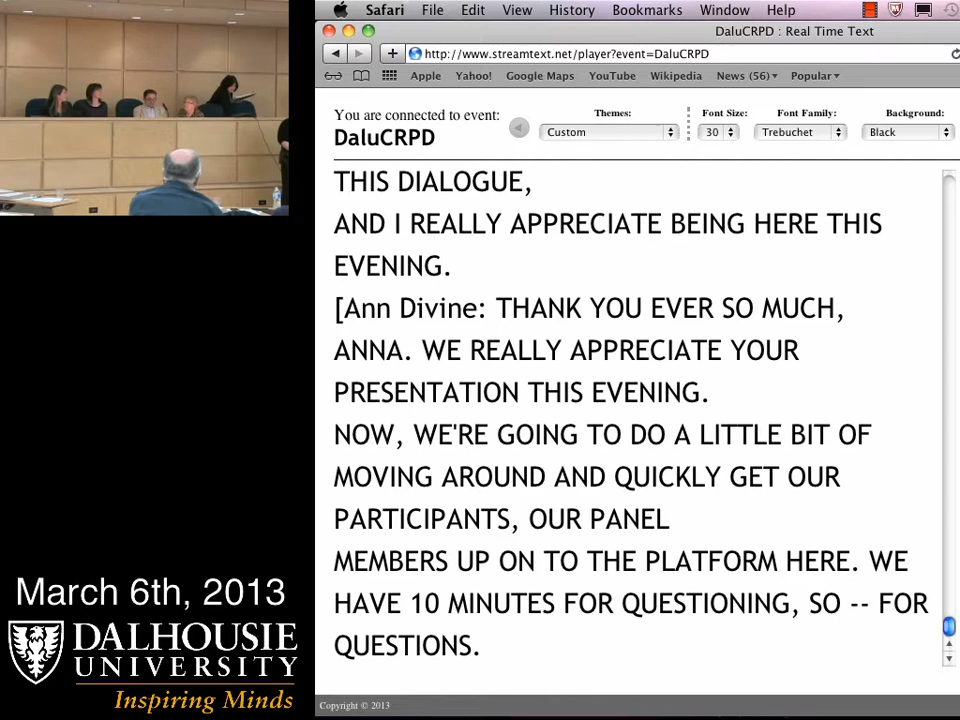 Safari File Edit View History Bookmarks Window Help
DaluCRPD : Real Time Text
http://www.streamtext.net/player?event=DaluCRPD
Apple Yahoo! Google Maps YouTube Wikipedia News (56) Popular
You are connected to event:
DaluCRPD
Themes: Font Size: Font Family: Background:
Custom 30 Trebuchet Black
THIS DIALOGUE,
AND I REALLY APPRECIATE BEING HERE THIS
EVENING.
[Ann Divine: THANK YOU EVER SO MUCH,
ANNA. WE REALLY APPRECIATE YOUR
PRESENTATION THIS EVENING.
NOW, WE'RE GOING TO DO A LITTLE BIT OF
MOVING AROUND AND QUICKLY GET OUR
PARTICIPANTS, OUR PANEL
MEMBERS UP ON TO THE PLATFORM HERE. WE
HAVE 10 MINUTES FOR QUESTIONING, SO -- FOR
QUESTIONS.
Copyright © 2013
March 6th, 2013
DALHOUSIE
UNIVERSITY
Inspiring Minds